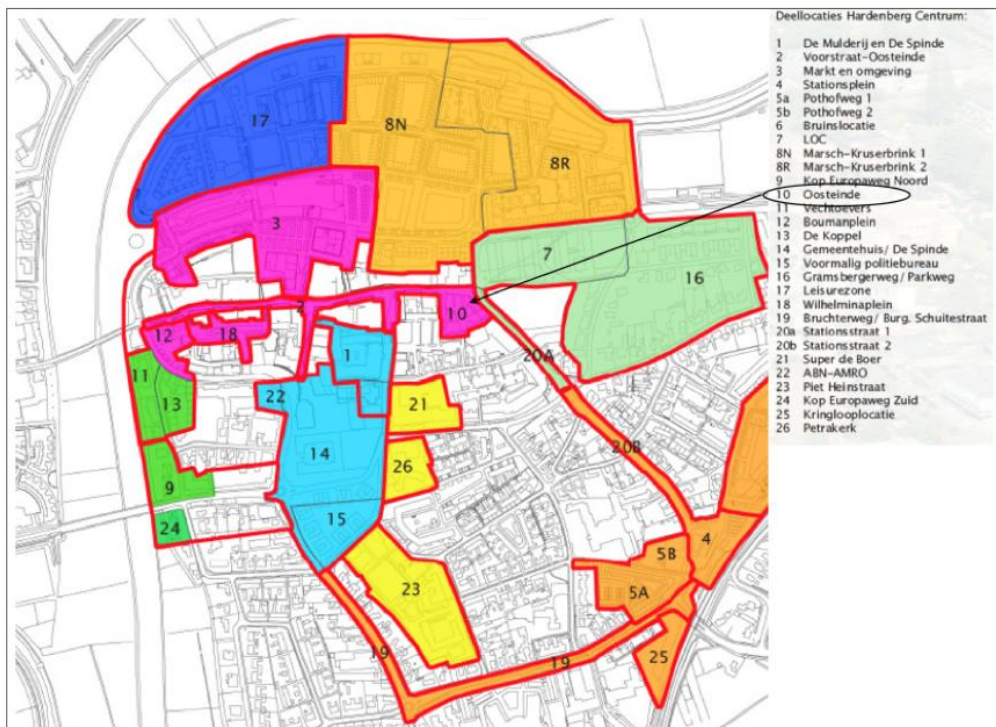 Deellocaties Hardenberg Centrum:
1 De Mulderij en De Spinde
2 Voorstraat-Oosteinde
3 Markt en omgeving
4 Stationsplein
5a Pothofweg 1
5b Pothofweg 2
6 Bruinslocatie
7 LOC
8N Marsch-Kruserbrink 1
8R Marsch-Kruserbrink 2
9 Kop Europaweg Noord
10 Oosteinde
11 Vechtoevers
12 Boumanplein
13 De Koppel
14 Gemeentehuis/ De Spinde
15 Voormalig politiebureau
16 Gramsbergerweg/ Parkweg
17 Leisurezone
18 Wilhelminaplein
19 Bruchterweg/ Burg. Schuitestraat
20a Stationsstraat 1
20b Stationsstraat 2
21 Super de Boer
22 ABN-AMRO
23 Piet Heinstraat
24 Kop Europaweg Zuid
25 Kringlooplocatie
26 Petrakerk
17
8N
8R
3
7
16
2
10
12
18
1
20A
11
13
22
21
14
20B
26
9
15
24
4
5B
5A
23
19
19
25